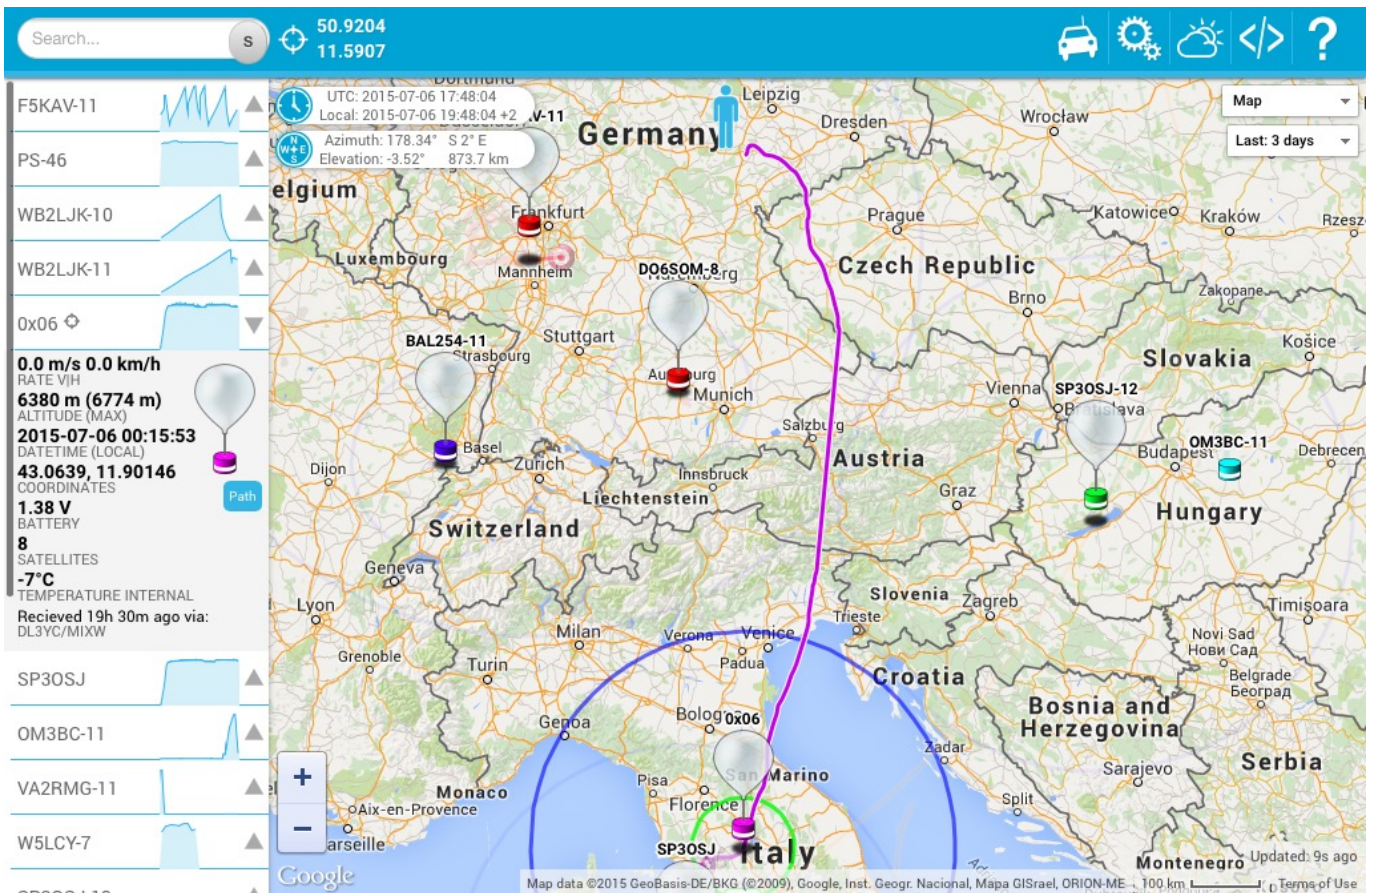 Search...
S
50.9204
11.5907
F5KAV-11
PS-46
WB2LJK-10
WB2LJK-11
0x06
0.0 m/s 0.0 km/h
RATE V|H
6380 m (6774 m)
ALTITUDE (MAX)
2015-07-06 00:15:53
DATETIME (LOCAL)
43.0639, 11.90146
COORDINATES
Path
1.38 V
BATTERY
8
SATELLITES
-7°C
TEMPERATURE INTERNAL
Recieved 19h 30m ago via:
DL3YC/MIXW
SP3OSJ
OM3BC-11
VA2RMG-11
W5LCY-7
UTC: 2015-07-06 17:48:04
Local: 2015-07-06 19:48:04 +2
Azimuth: 178.34° S 2° E
Elevation: -3.52° 873.7 km
N
W E
S
Map
Last: 3 days
Dortmund
V-11
Leipzig
Germany
Dresden
Wrocław
elgium
Frankfurt
Prague
Katowice
Kraków
Rzesz
Luxembourg
Mannheim
DO6SOM-8
Czech Republic
Zakopane
Brno
BAL254-11
Strasbourg
Stuttgart
Slovakia
Košice
Augsburg
Munich
Vienna
SP3OSJ-12
Bratislava
Salzburg
OM3BC-11
Budapest
Debrecen
Basel
Zürich
Austria
Dijon
Innsbruck
Liechtenstein
Graz
Hungary
Switzerland
Geneva
Slovenia
Zagreb
Timișoara
Lyon
Milan
Verona
Venice
Trieste
Novi Sad
Нови Сад
Grenoble
Turin
Padua
Croatia
Belgrade
Београд
Genoa
Bologna
0x06
Bosnia and
Herzegovina
Zadar
Sarajevo
Serbia
Pisa
San Marino
Monaco
Florence
Split
Aix-en-Provence
arseille
SP3OSJ
Italy
Montenegro
Updated: 9s ago
+
−
Google
Map data ©2015 GeoBasis-DE/BKG (©2009), Google, Inst. Geogr. Nacional, Mapa GISrael, ORION-ME
100 km
Terms of Use